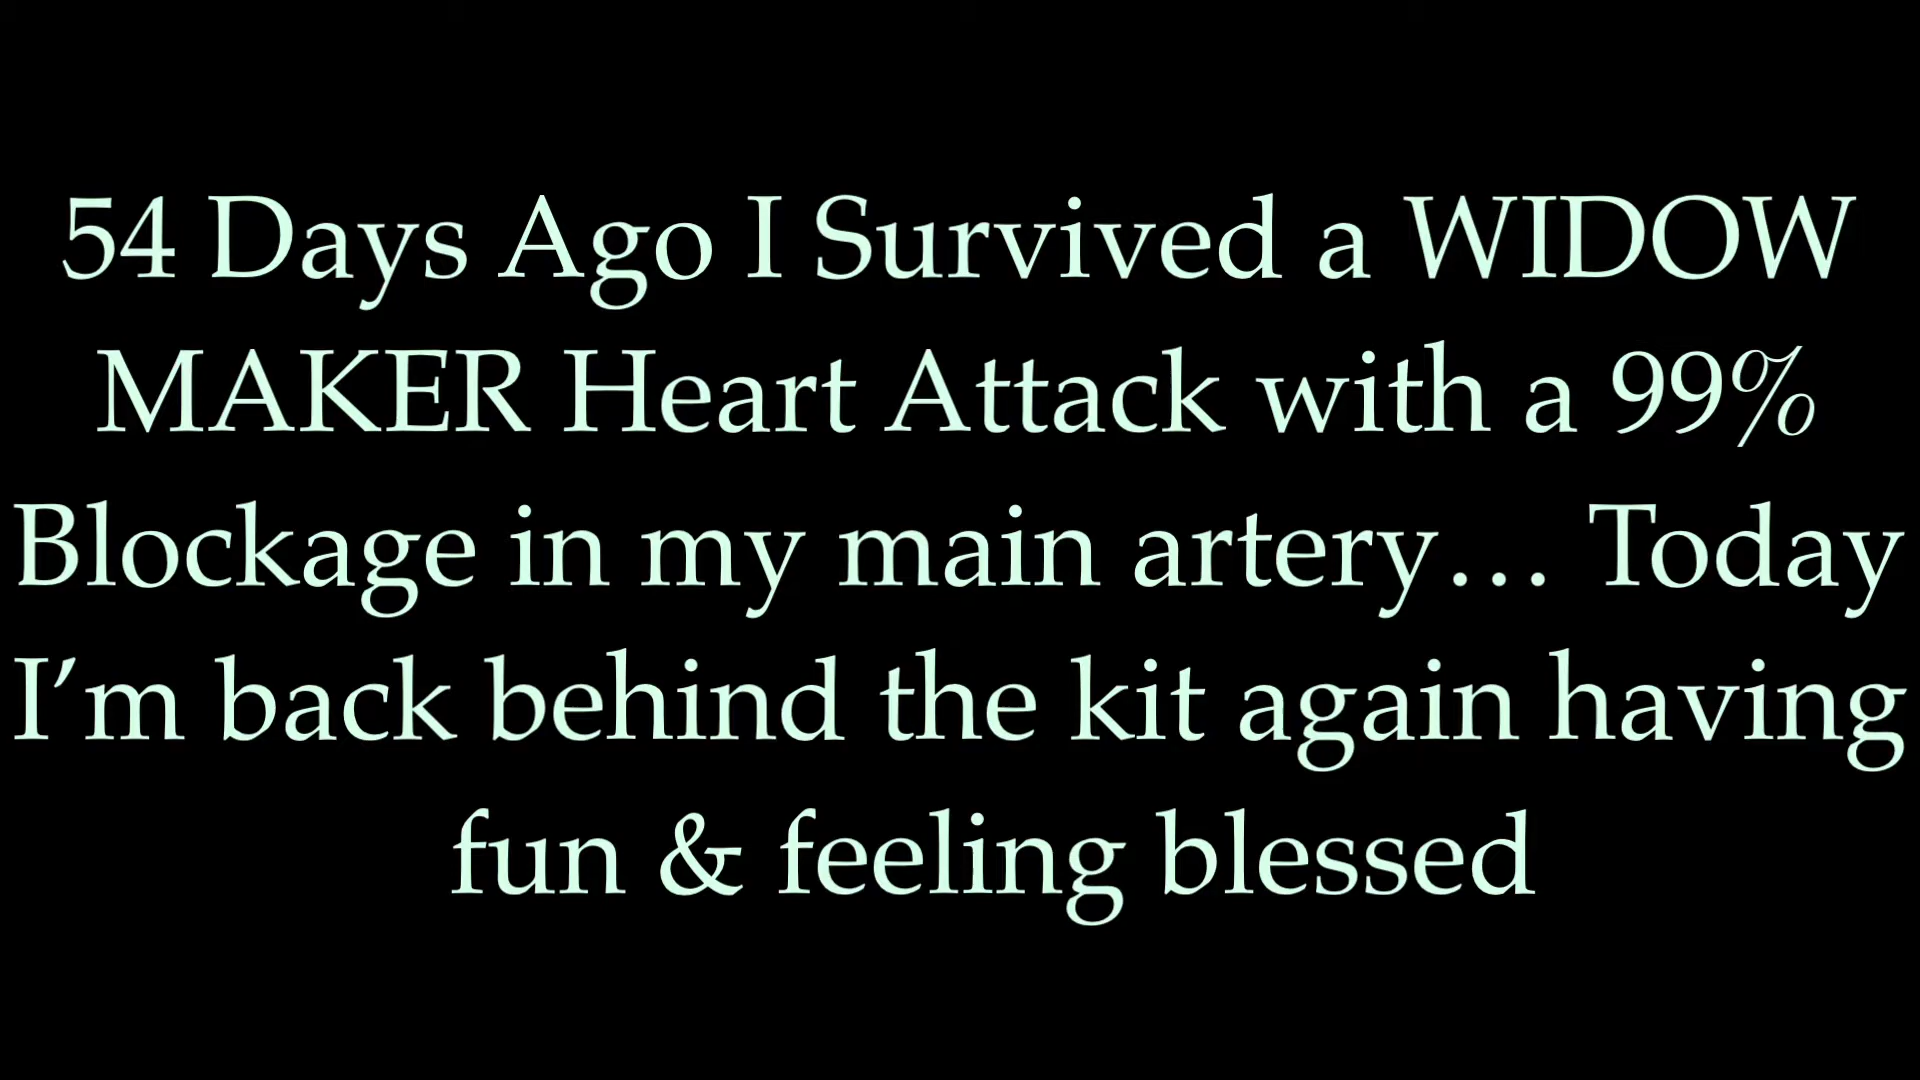 54 Days Ago I Survived a WIDOW
MAKER Heart Attack with a 99%
Blockage in my main artery… Today
I’m back behind the kit again having
fun & feeling blessed